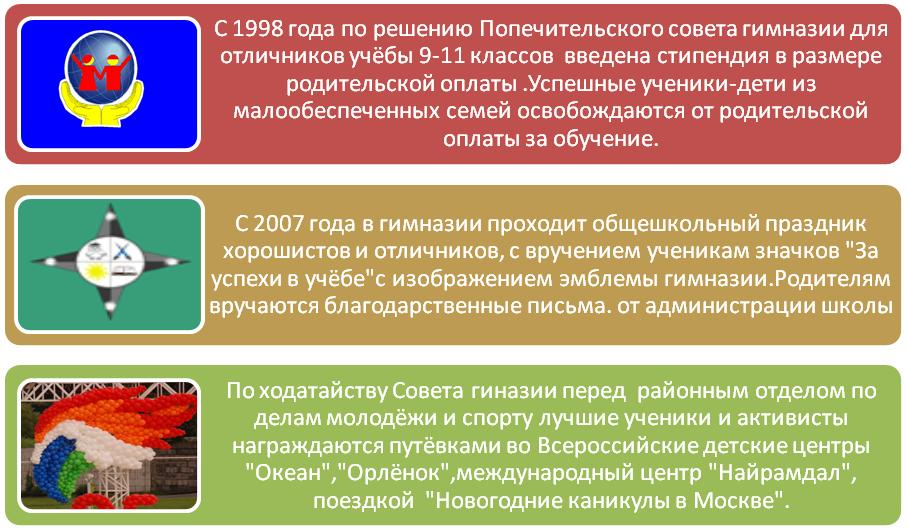 С 1998 года по решению Попечительского совета гимназии для
отличников учёбы 9-11 классов  введена стипендия в размере
родительской оплаты .Успешные ученики-дети из
малообеспеченных семей освобождаются от родительской
оплаты за обучение.
С 2007 года в гимназии проходит общешкольный праздник
хорошистов и отличников, с вручением ученикам значков "За
успехи в учёбе"с изображением эмблемы гимназии.Родителям
вручаются благодарственные письма. от администрации школы
По ходатайству Совета гиназии перед  районным отделом по
делам молодёжи и спорту лучшие ученики и активисты
награждаются путёвками во Всероссийские детские центры
"Океан","Орлёнок",международный центр "Найрамдал",
поездкой  "Новогодние каникулы в Москве".